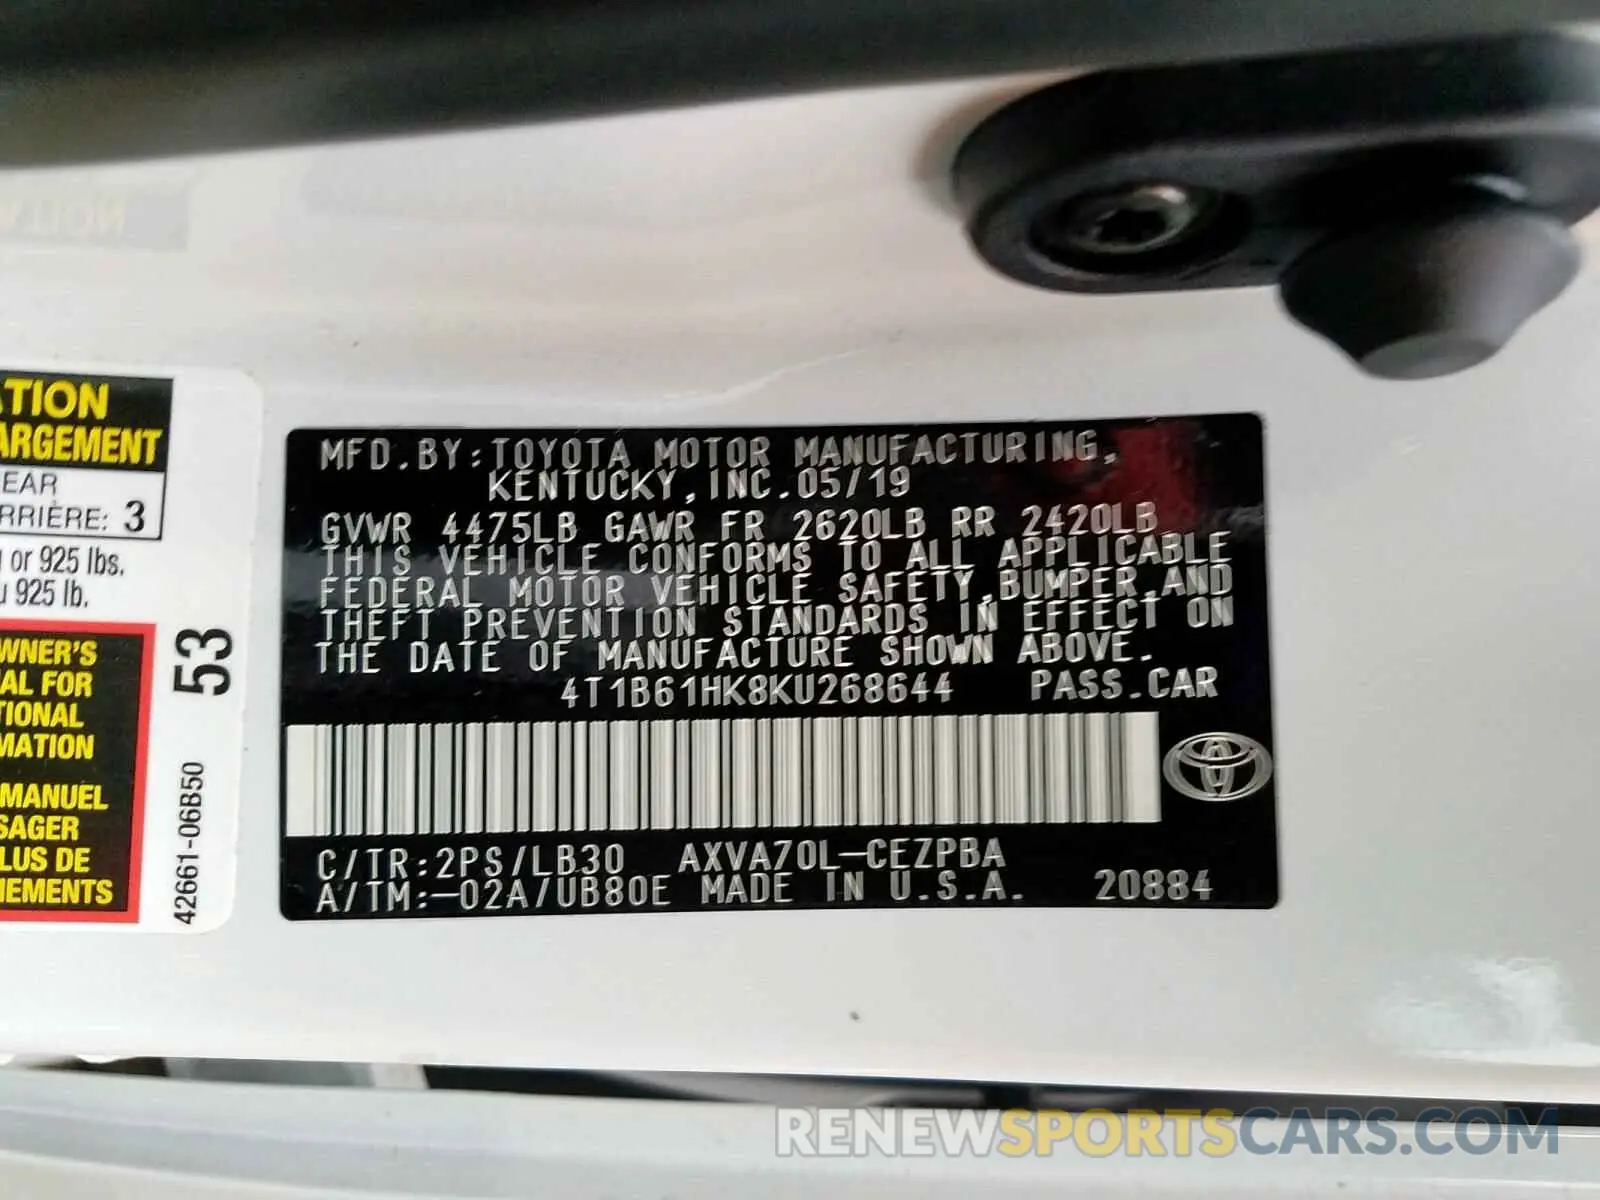 TION
ARGEMENT
EAR
RRIÈRE: 3
or 925 lbs.
925 lb.
WNER'S
AL FOR
TIONAL
MATION
MANUEL
SAGER
LUS DE
NEMENTS
53
42661-06B50
MFD.BY:TOYOTA MOTOR MANUFACTURING,
KENTUCKY,INC.05/19
GVWR 4475LB GAWR FR 2620LB RR 2420LB
THIS VEHICLE CONFORMS TO ALL APPLICABLE
FEDERAL MOTOR VEHICLE SAFETY,BUMPER,AND
THEFT PREVENTION STANDARDS IN EFFECT ON
THE DATE OF MANUFACTURE SHOWN ABOVE.
4T1B61HK8KU268644 PASS.CAR
C/TR:2PS/LB30 AXVA70L-CEZPBA
A/TM:-02A/UB80E MADE IN U.S.A. 20884
RENEWSPORTSCARS.COM